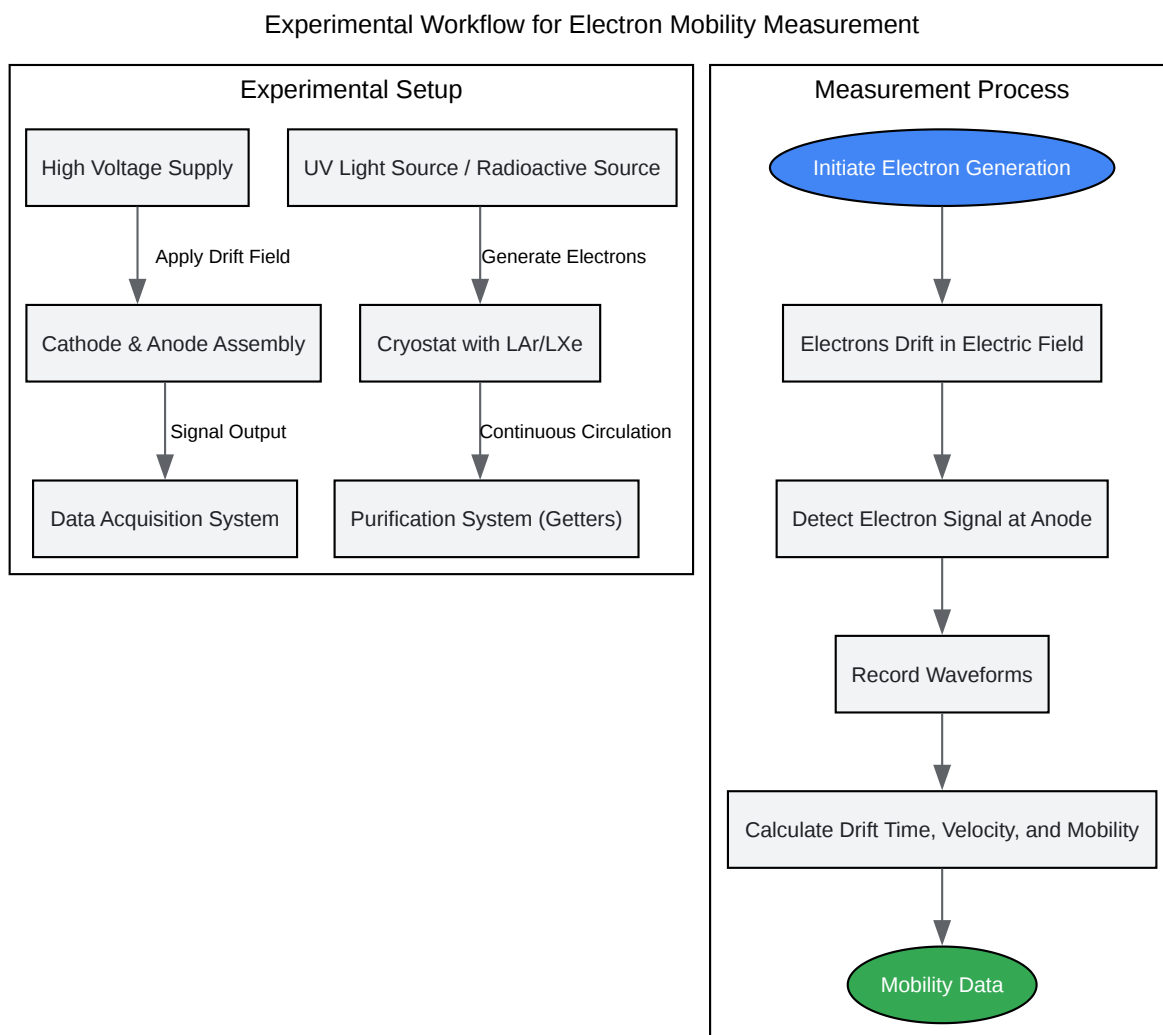 Experimental Workflow for Electron Mobility Measurement
Experimental Setup
High Voltage Supply
UV Light Source / Radioactive Source
Apply Drift Field
Generate Electrons
Cathode & Anode Assembly
Cryostat with LAr/LXe
Signal Output
Continuous Circulation
Data Acquisition System
Purification System (Getters)
Measurement Process
Initiate Electron Generation
Electrons Drift in Electric Field
Detect Electron Signal at Anode
Record Waveforms
Calculate Drift Time, Velocity, and Mobility
Mobility Data